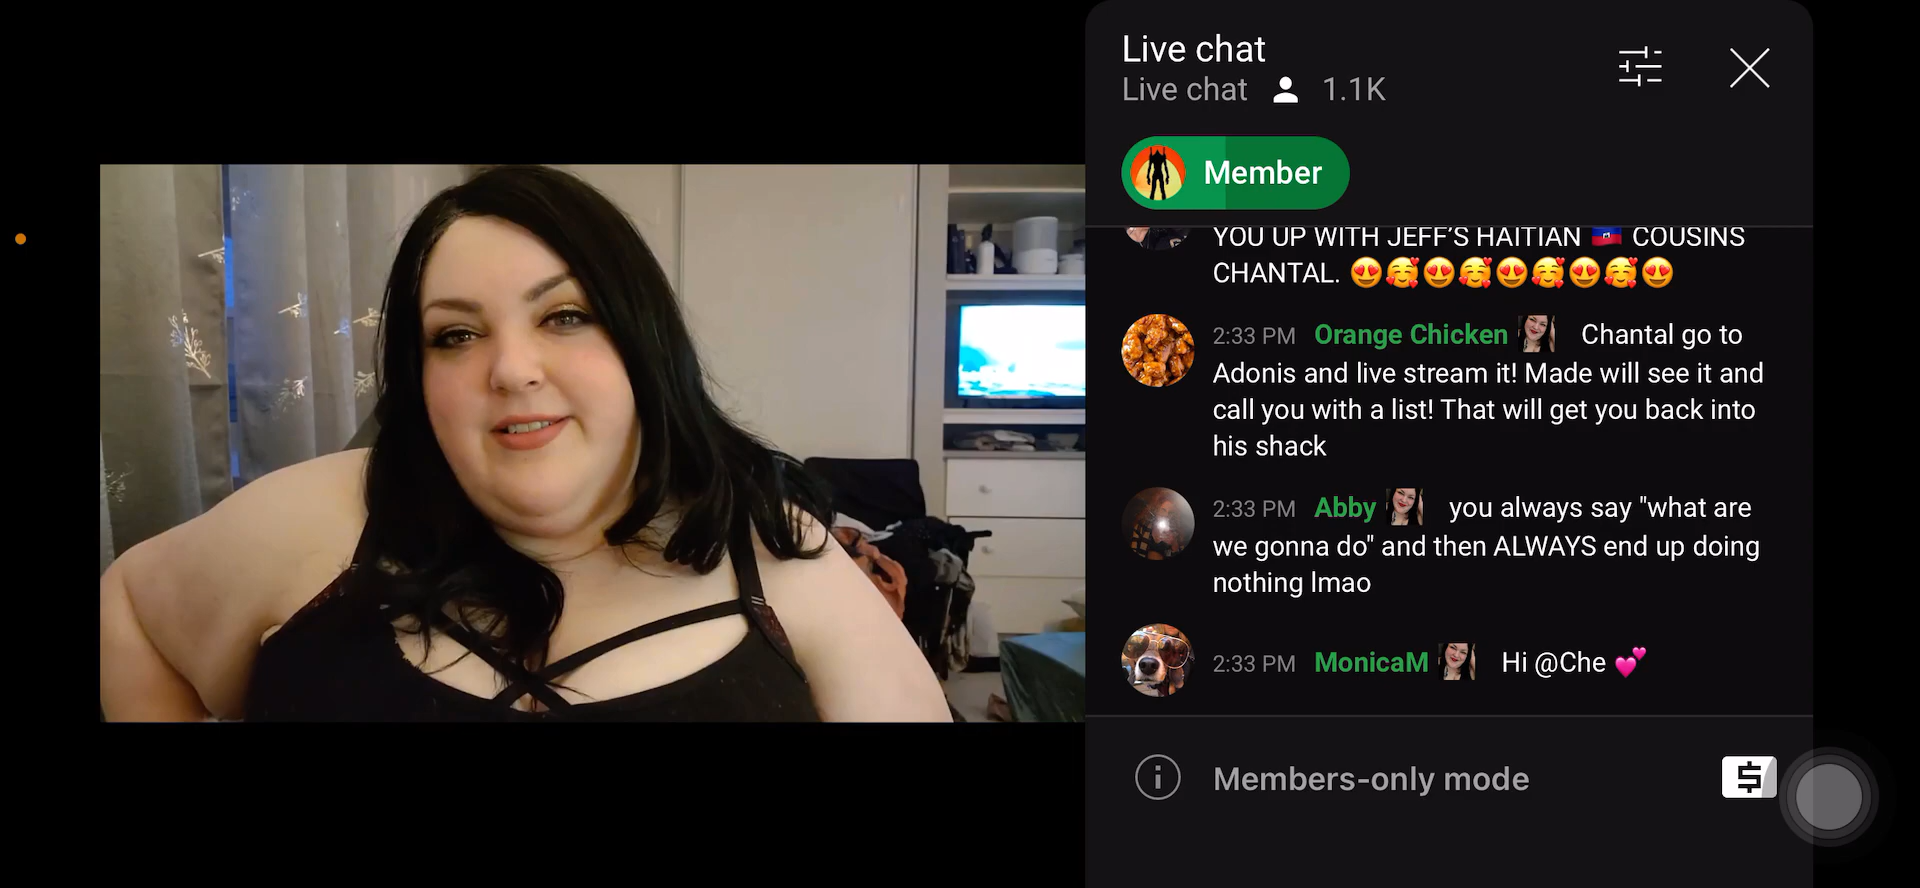 Live chat
Live chat 1.1K
Member
YOU UP WITH JEFF'S HAITIAN 🇭🇹 COUSINS
CHANTAL. 😍🥰😍🥰😍🥰😍🥰😍
2:33 PM Orange Chicken Chantal go to
Adonis and live stream it! Made will see it and
call you with a list! That will get you back into
his shack
2:33 PM Abby you always say "what are
we gonna do" and then ALWAYS end up doing
nothing lmao
2:33 PM MonicaM Hi @Che 💕
Members-only mode
$